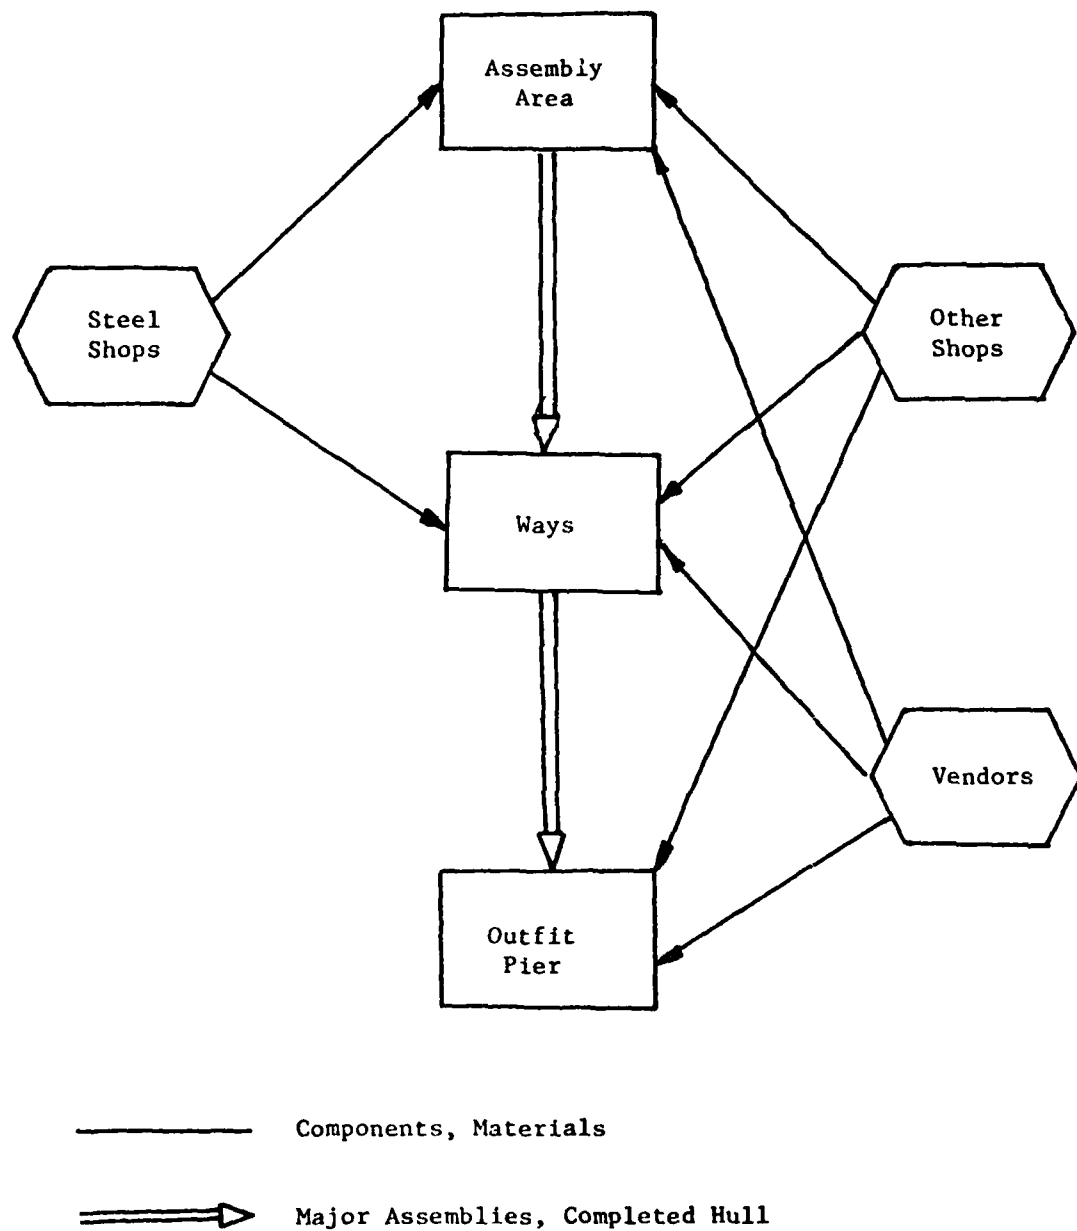 Assembly
Area
Steel
Shops
Other
Shops
Ways
Vendors
Outfit
Pier
Components, Materials
Major Assemblies, Completed Hull